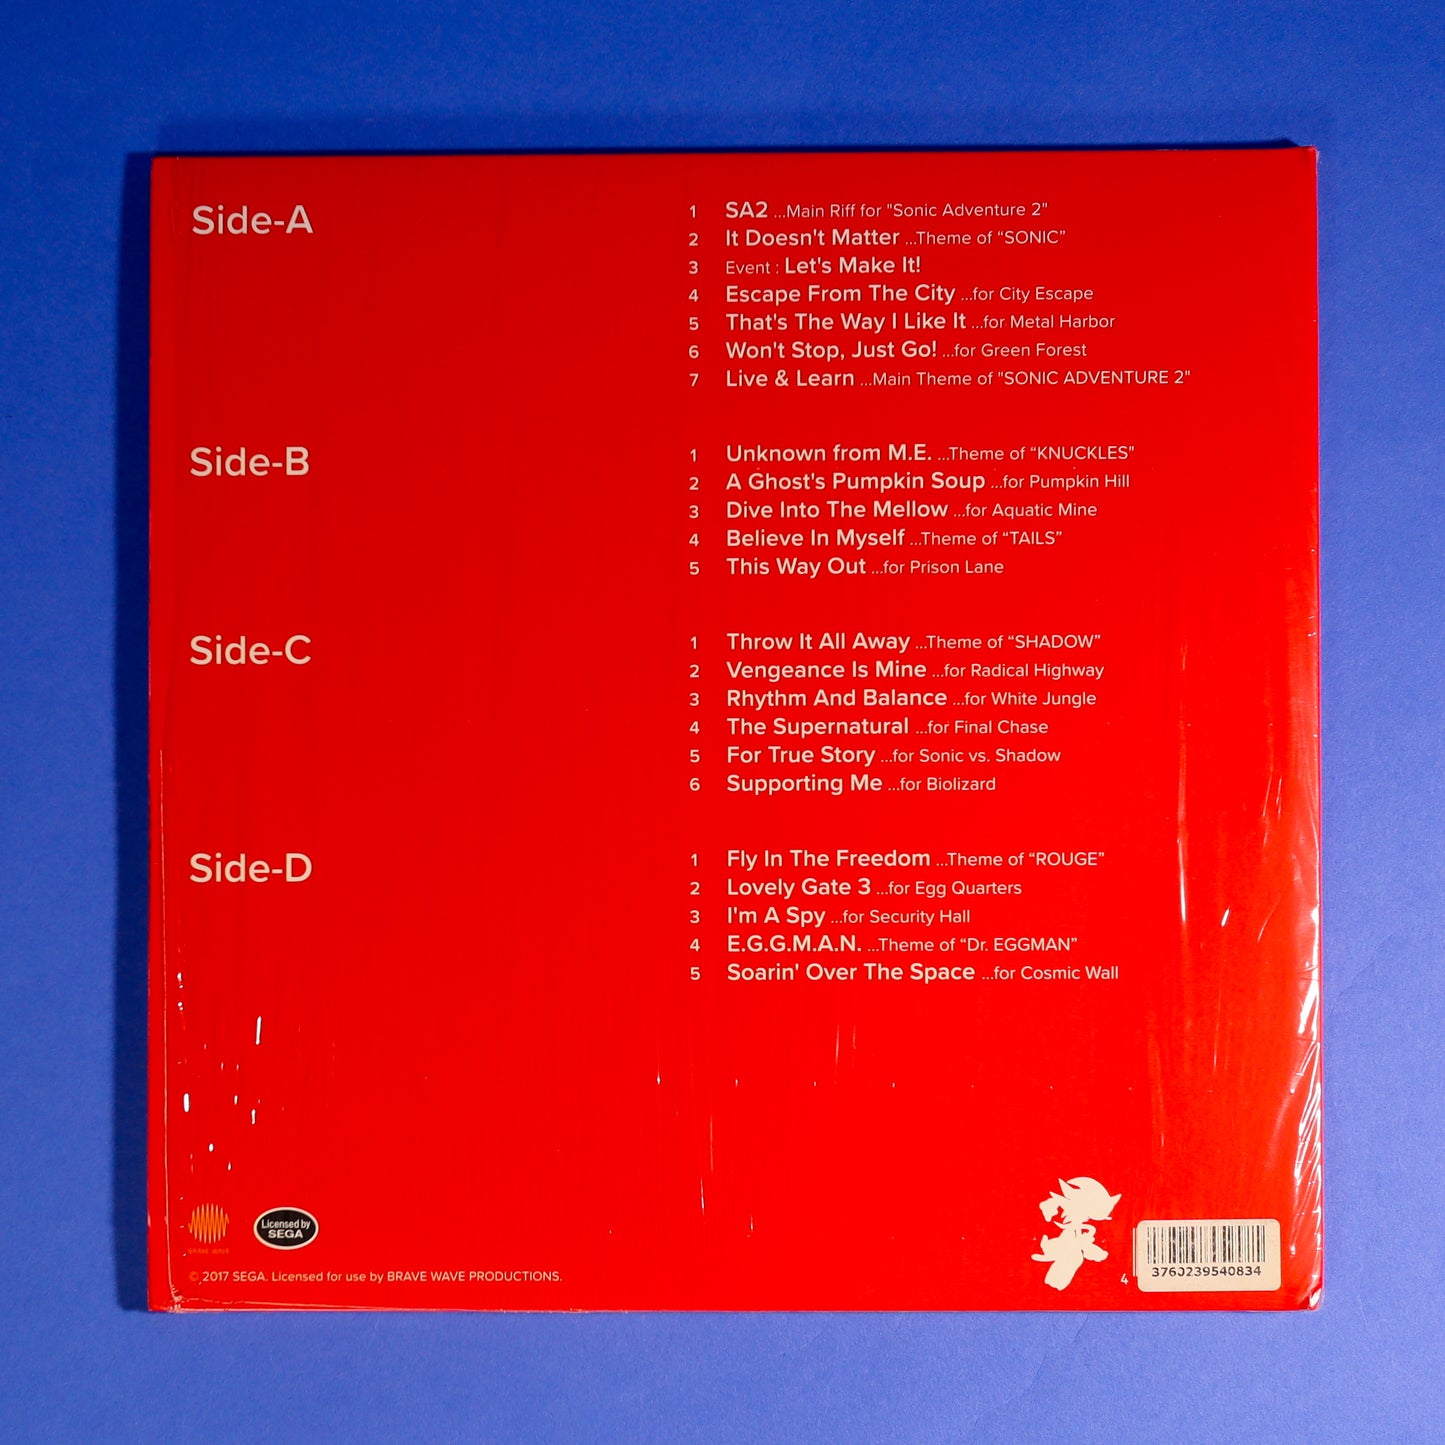 Side-A
1 SA2 ...Main Riff for "Sonic Adventure 2"
2 It Doesn't Matter ...Theme of “SONIC”
3 Event : Let's Make It!
4 Escape From The City ...for City Escape
5 That's The Way I Like It ...for Metal Harbor
6 Won't Stop, Just Go! ...for Green Forest
7 Live & Learn ...Main Theme of "SONIC ADVENTURE 2"
Side-B
1 Unknown from M.E. ...Theme of “KNUCKLES"
2 A Ghost's Pumpkin Soup ...for Pumpkin Hill
3 Dive Into The Mellow ...for Aquatic Mine
4 Believe In Myself ...Theme of “TAILS”
5 This Way Out ...for Prison Lane
Side-C
1 Throw It All Away ...Theme of “SHADOW”
2 Vengeance Is Mine ...for Radical Highway
3 Rhythm And Balance ...for White Jungle
4 The Supernatural ...for Final Chase
5 For True Story ...for Sonic vs. Shadow
6 Supporting Me ...for Biolizard
Side-D
1 Fly In The Freedom ...Theme of “ROUGE”
2 Lovely Gate 3 ...for Egg Quarters
3 I'm A Spy ...for Security Hall
4 E.G.G.M.A.N. ...Theme of “Dr. EGGMAN”
5 Soarin' Over The Space ...for Cosmic Wall
BRAVE WAVE
Licensed by
SEGA
© 2017 SEGA. Licensed for use by BRAVE WAVE PRODUCTIONS.
4
3760239540834